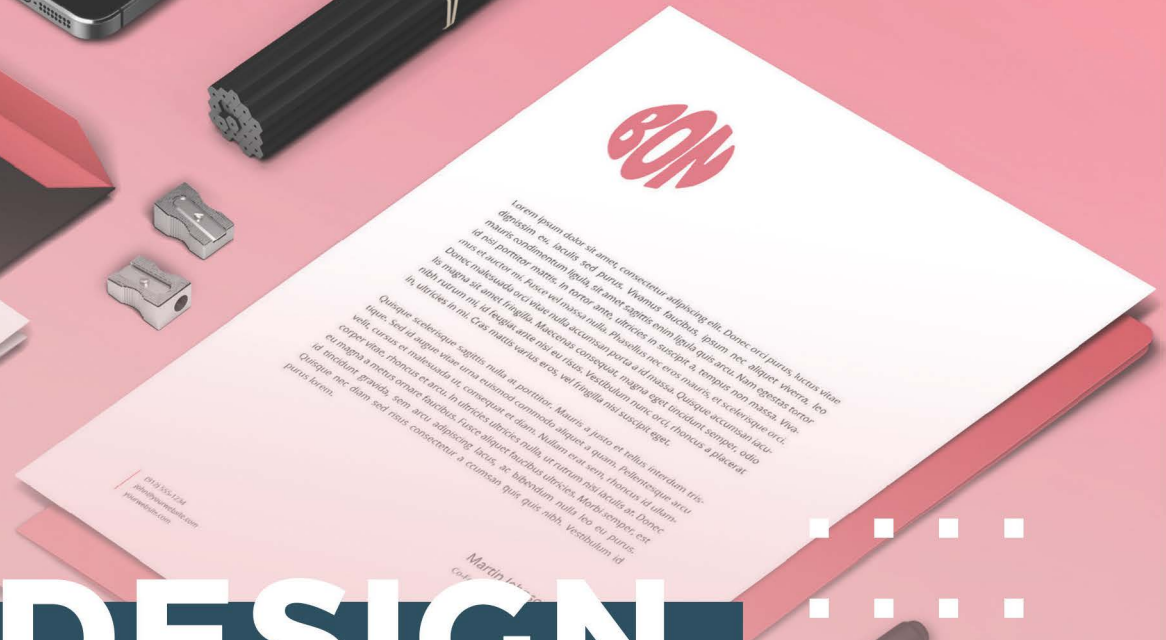 BON
Lorem ipsum dolor sit amet, consectetur adipiscing elit. Donec orci purus, luctus vitae
dignissim eu, iaculis sed purus. Vivamus faucibus, ipsum nec aliquet viverra, leo
mauris condimentum ligula, sit amet sagittis enim ligula quis arcu. Nam egestas tortor
id nisi porttitor mattis. In tortor ante, ultricies in suscipit a, tempus non massa. Viva-
mus et auctor mi. Fusce vel massa nulla. Phasellus nec eros mauris, et scelerisque orci.
Donec malesuada orci vitae nulla accumsan porta a id massa. Quisque accumsan iacu-
lis magna sit amet fringilla. Maecenas consequat, magna eget tincidunt semper, odio
nibh rutrum mi, id feugiat ante nisi eu risus. Vestibulum nunc orci, rhoncus a placerat
in, ultricies in mi. Cras mattis varius eros, vel fringilla nisi suscipit eget.
Quisque scelerisque sagittis nulla at porttitor. Mauris a justo et tellus interdum tris-
tique. Sed id augue vitae urna euismod commodo aliquet a quam. Pellentesque arcu
velit, cursus et malesuada ut, consequat et diam. Nullam erat sem, rhoncus id ullam-
corper vitae, rhoncus et arcu. In ultricies ultricies nulla, ut rutrum nisi iaculis at. Donec
eu magna a metus ornare faucibus. Fusce aliquet faucibus ultricies. Morbi semper, est
id tincidunt gravida, sem arcu adipiscing lacus, ac bibendum nulla leo eu purus.
Quisque nec diam sed risus consectetur a ccumsan quis nibh. Vestibulum id
purus lorem.
Martin
(913) 555-1234
john@yourwebsite.com
yourwebsite.com
DESIGN